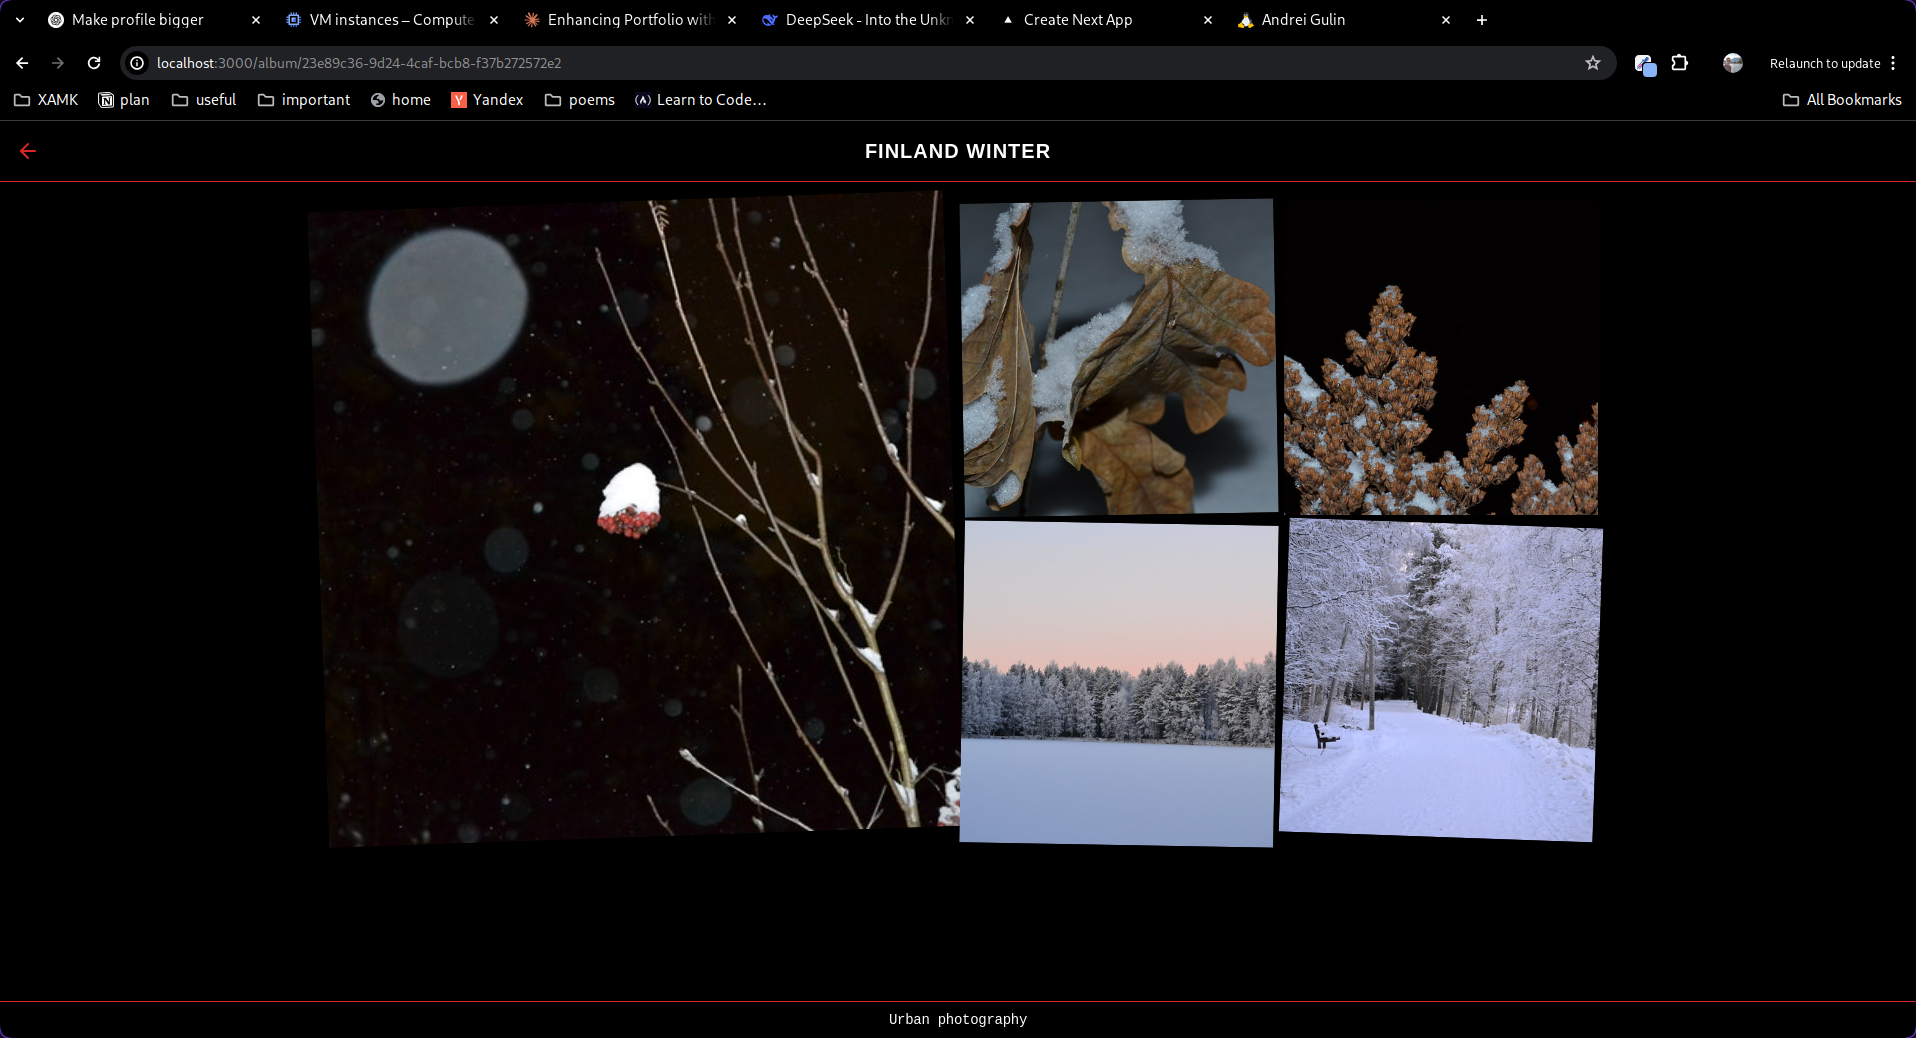 Make profile bigger
VM instances – Compute
Enhancing Portfolio with
DeepSeek - Into the Unkn
Create Next App
Andrei Gulin
localhost:3000/album/23e89c36-9d24-4caf-bcb8-f37b272572e2
Relaunch to update
XAMK
plan
useful
important
home
Y Yandex
poems
Learn to Code…
All Bookmarks
FINLAND WINTER
Urban photography